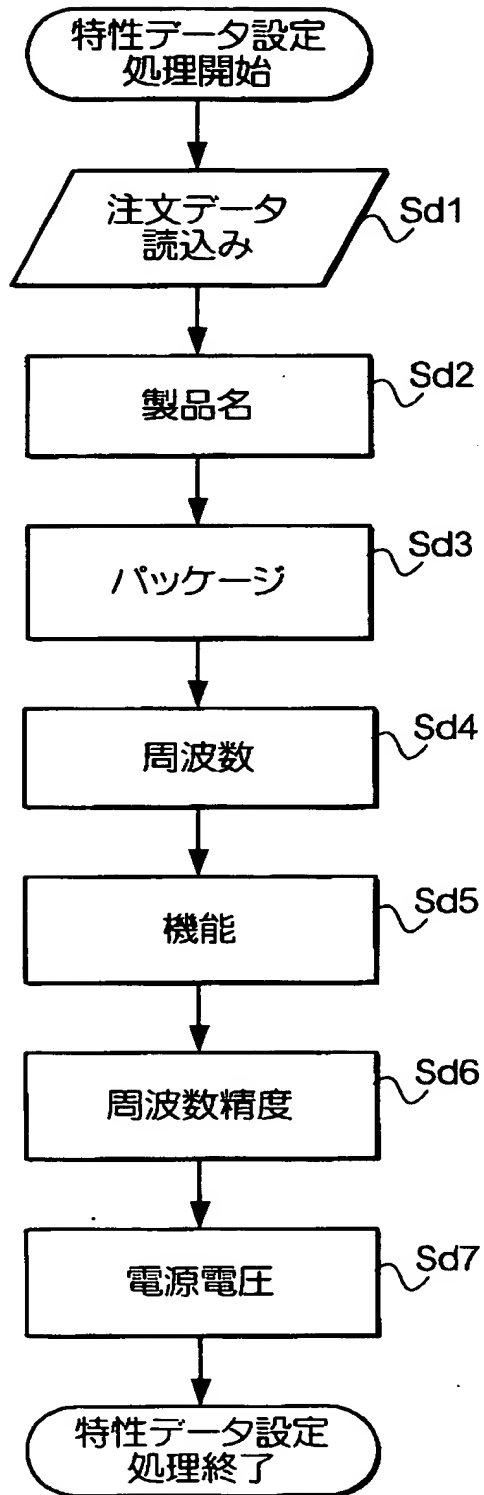 特性データ設定
処理開始
注文データ
読込み
Sd1
製品名
Sd2
パッケージ
Sd3
周波数
Sd4
機能
Sd5
周波数精度
Sd6
電源電圧
Sd7
特性データ設定
処理終了